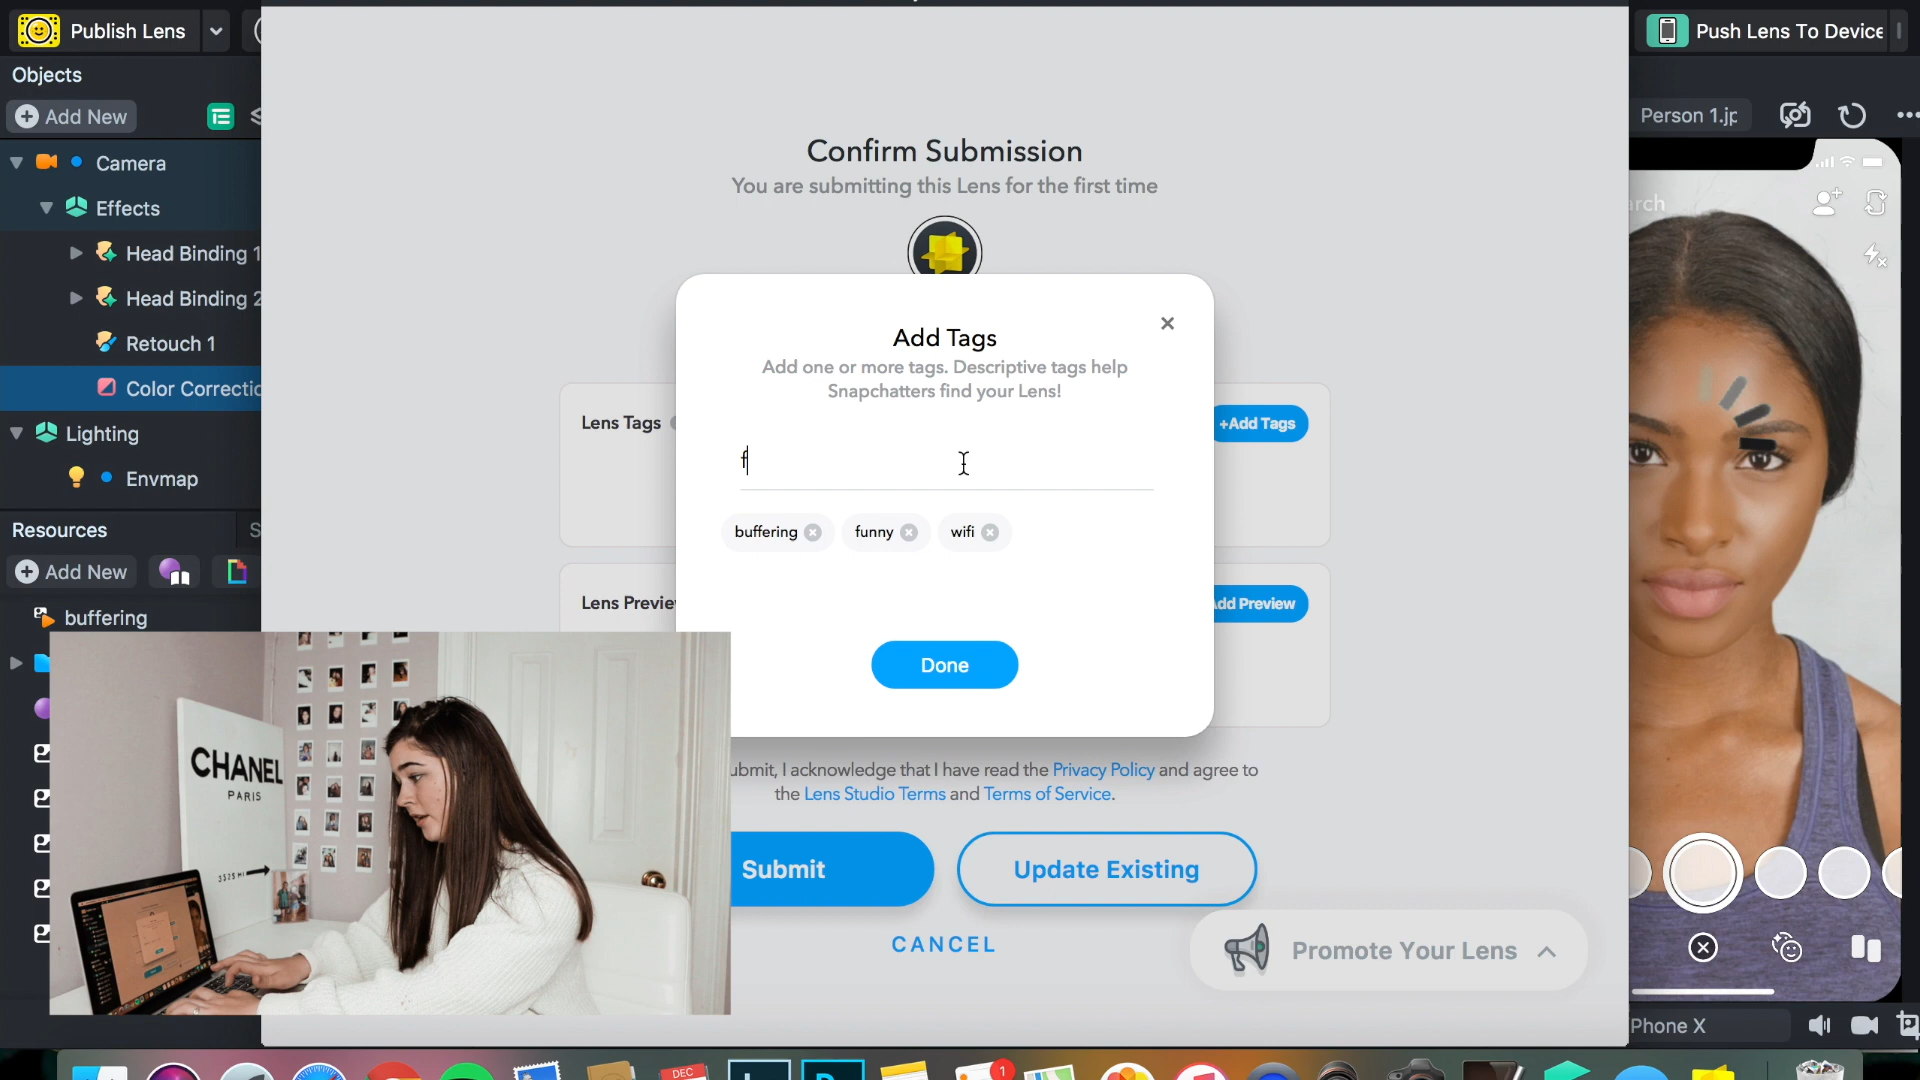 Publish Lens
Push Lens To Device
Objects
Add New
Person 1.jp
Camera
Effects
Head Binding 1
Head Binding 2
Retouch 1
Color Correctio
Lighting
Envmap
Resources
S
Add New
buffering
Confirm Submission
You are submitting this Lens for the first time
Add Tags
Add one or more tags. Descriptive tags help
Snapchatters find your Lens!
Lens Tags
+Add Tags
f
buffering
funny
wifi
Lens Previe
Add Preview
Done
ubmit, I acknowledge that I have read the Privacy Policy and agree to
the Lens Studio Terms and Terms of Service.
Submit
Update Existing
CANCEL
Promote Your Lens
arch
Phone X
CHANEL
PARIS
DEC
1